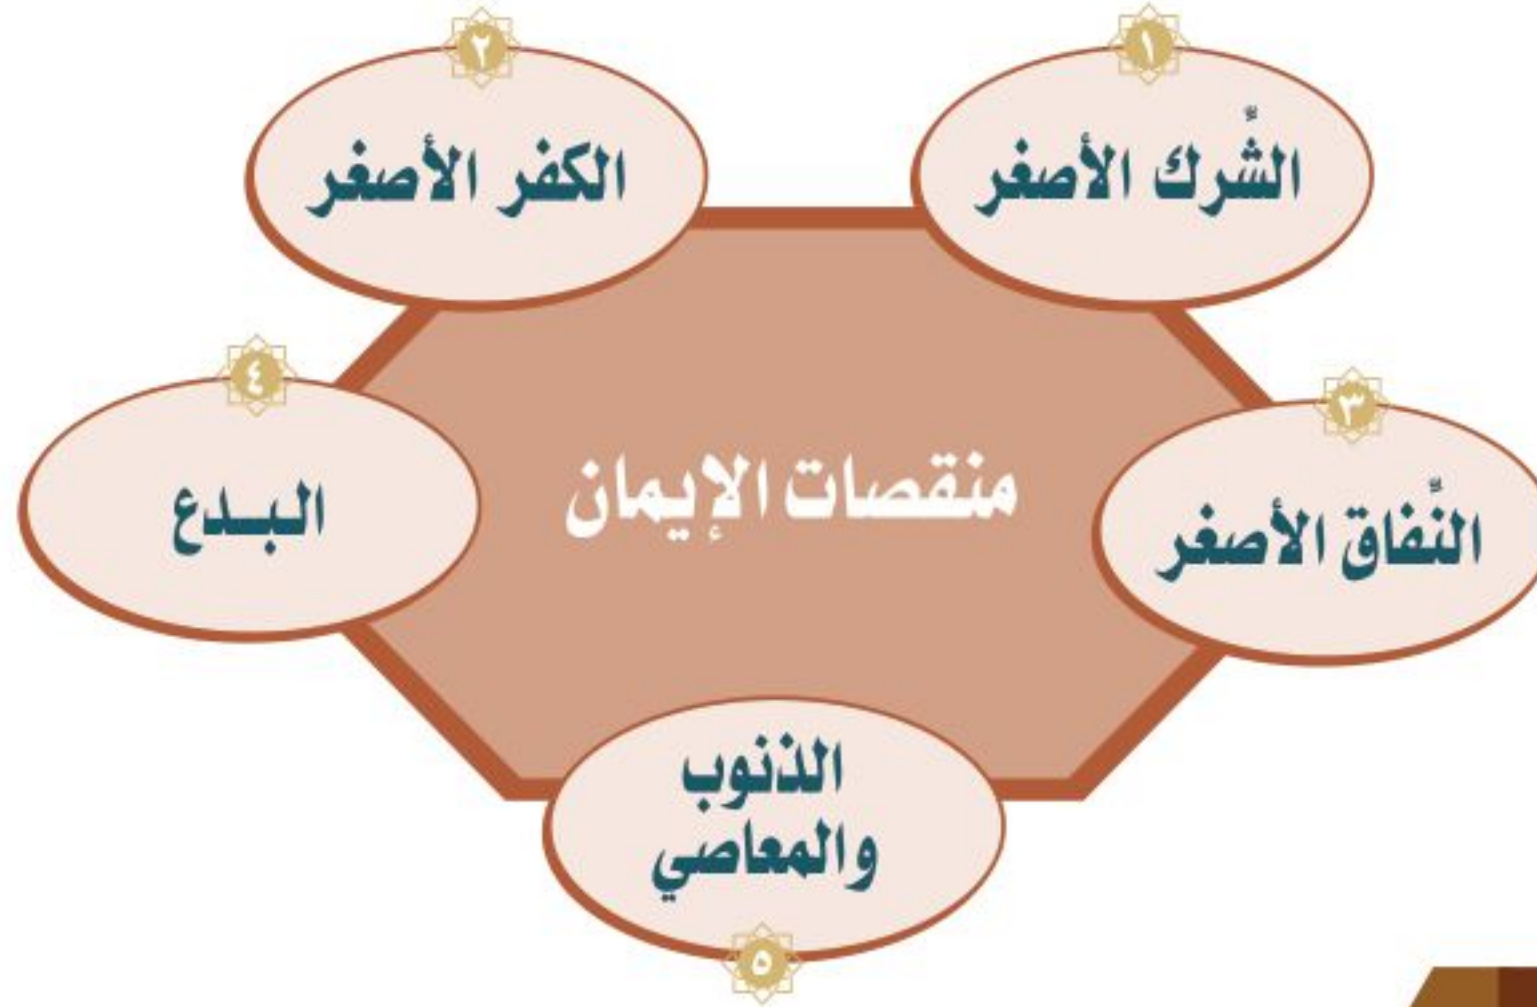 ١
الشِّرك الأصغر
٢
الكفر الأصغر
منقصات الإيمان
٣
النِّفاق الأصغر
٤
البـدع
٥
الذنوب
والمعاصي